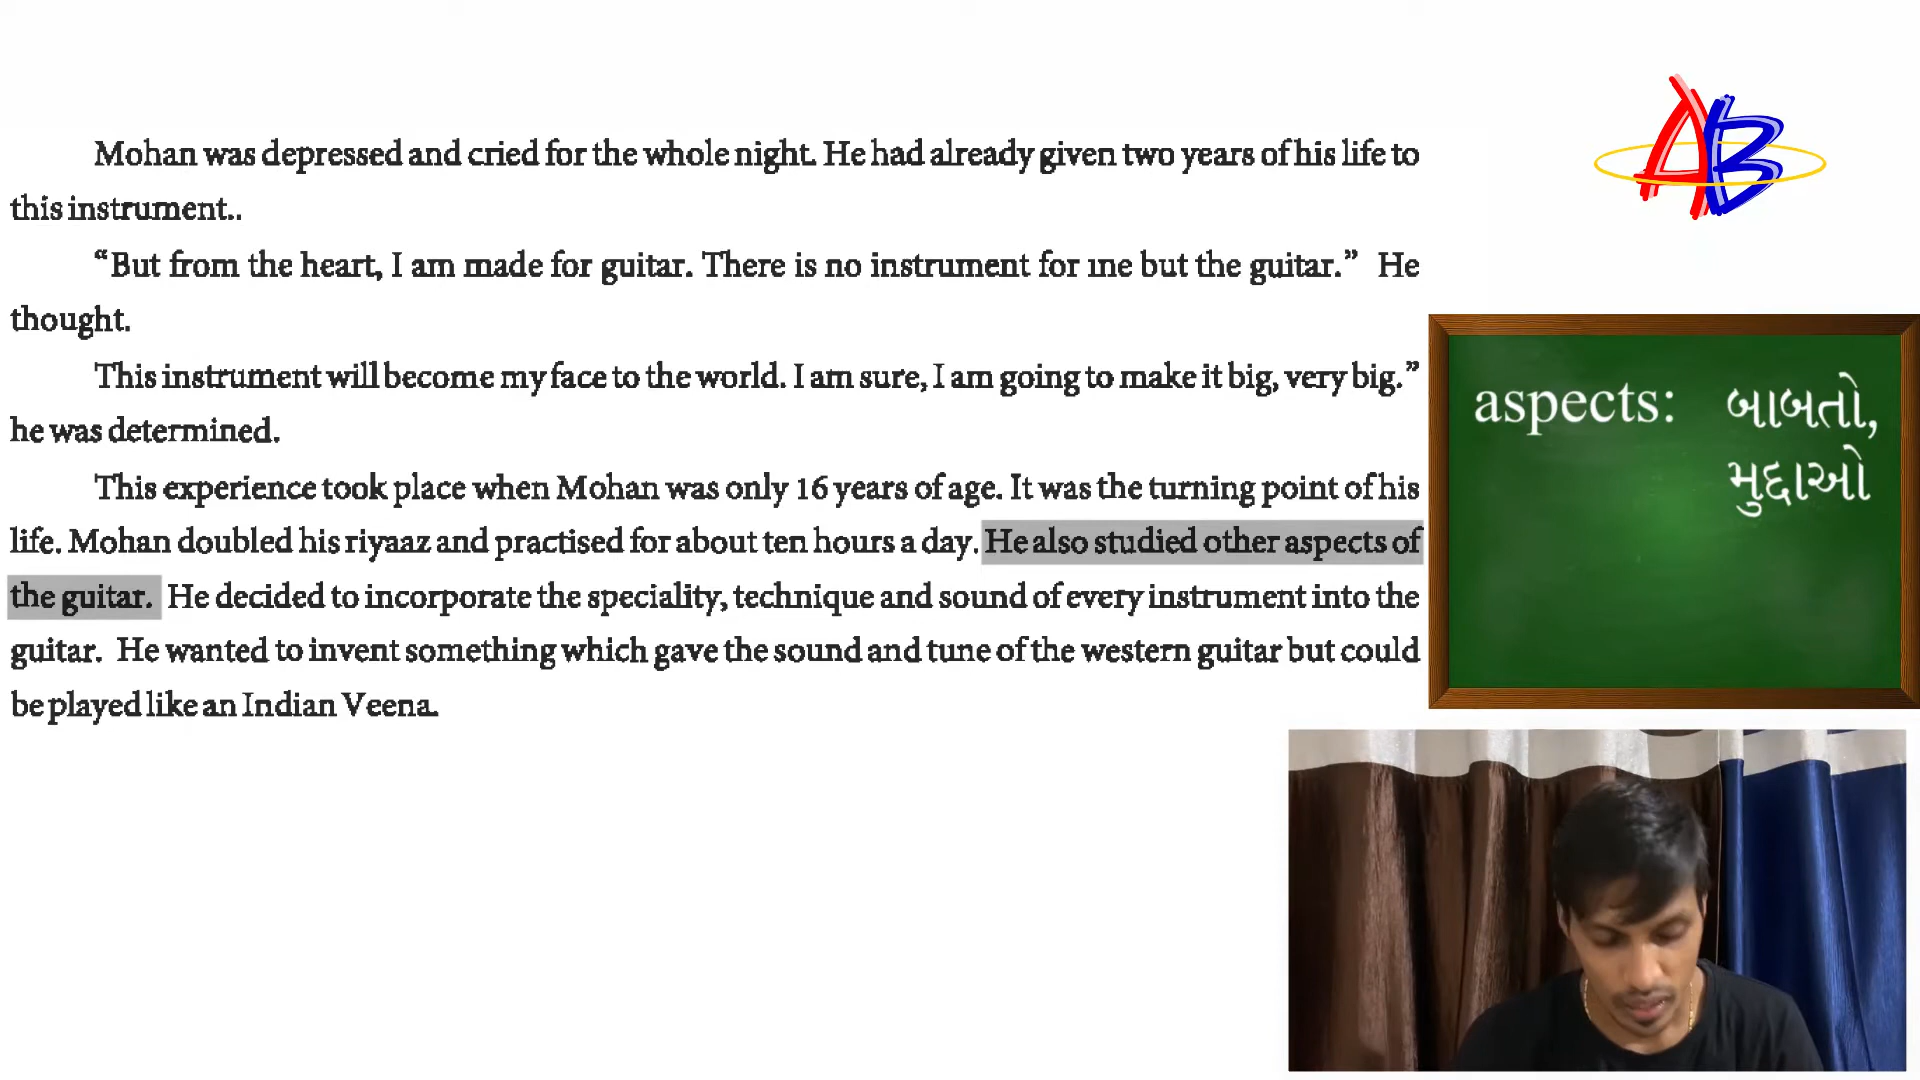 AB
Mohan was depressed and cried for the whole night. He had already given two years of his life to
this instrument..
“But from the heart, I am made for guitar. There is no instrument for me but the guitar.” He
thought.
This instrument will become my face to the world. I am sure, I am going to make it big, very big.”
he was determined.
This experience took place when Mohan was only 16 years of age. It was the turning point of his
life. Mohan doubled his riyaaz and practised for about ten hours a day. He also studied other aspects of
the guitar. He decided to incorporate the speciality, technique and sound of every instrument into the
guitar. He wanted to invent something which gave the sound and tune of the western guitar but could
be played like an Indian Veena.
aspects: બાબતો,
મુદ્દાઓ